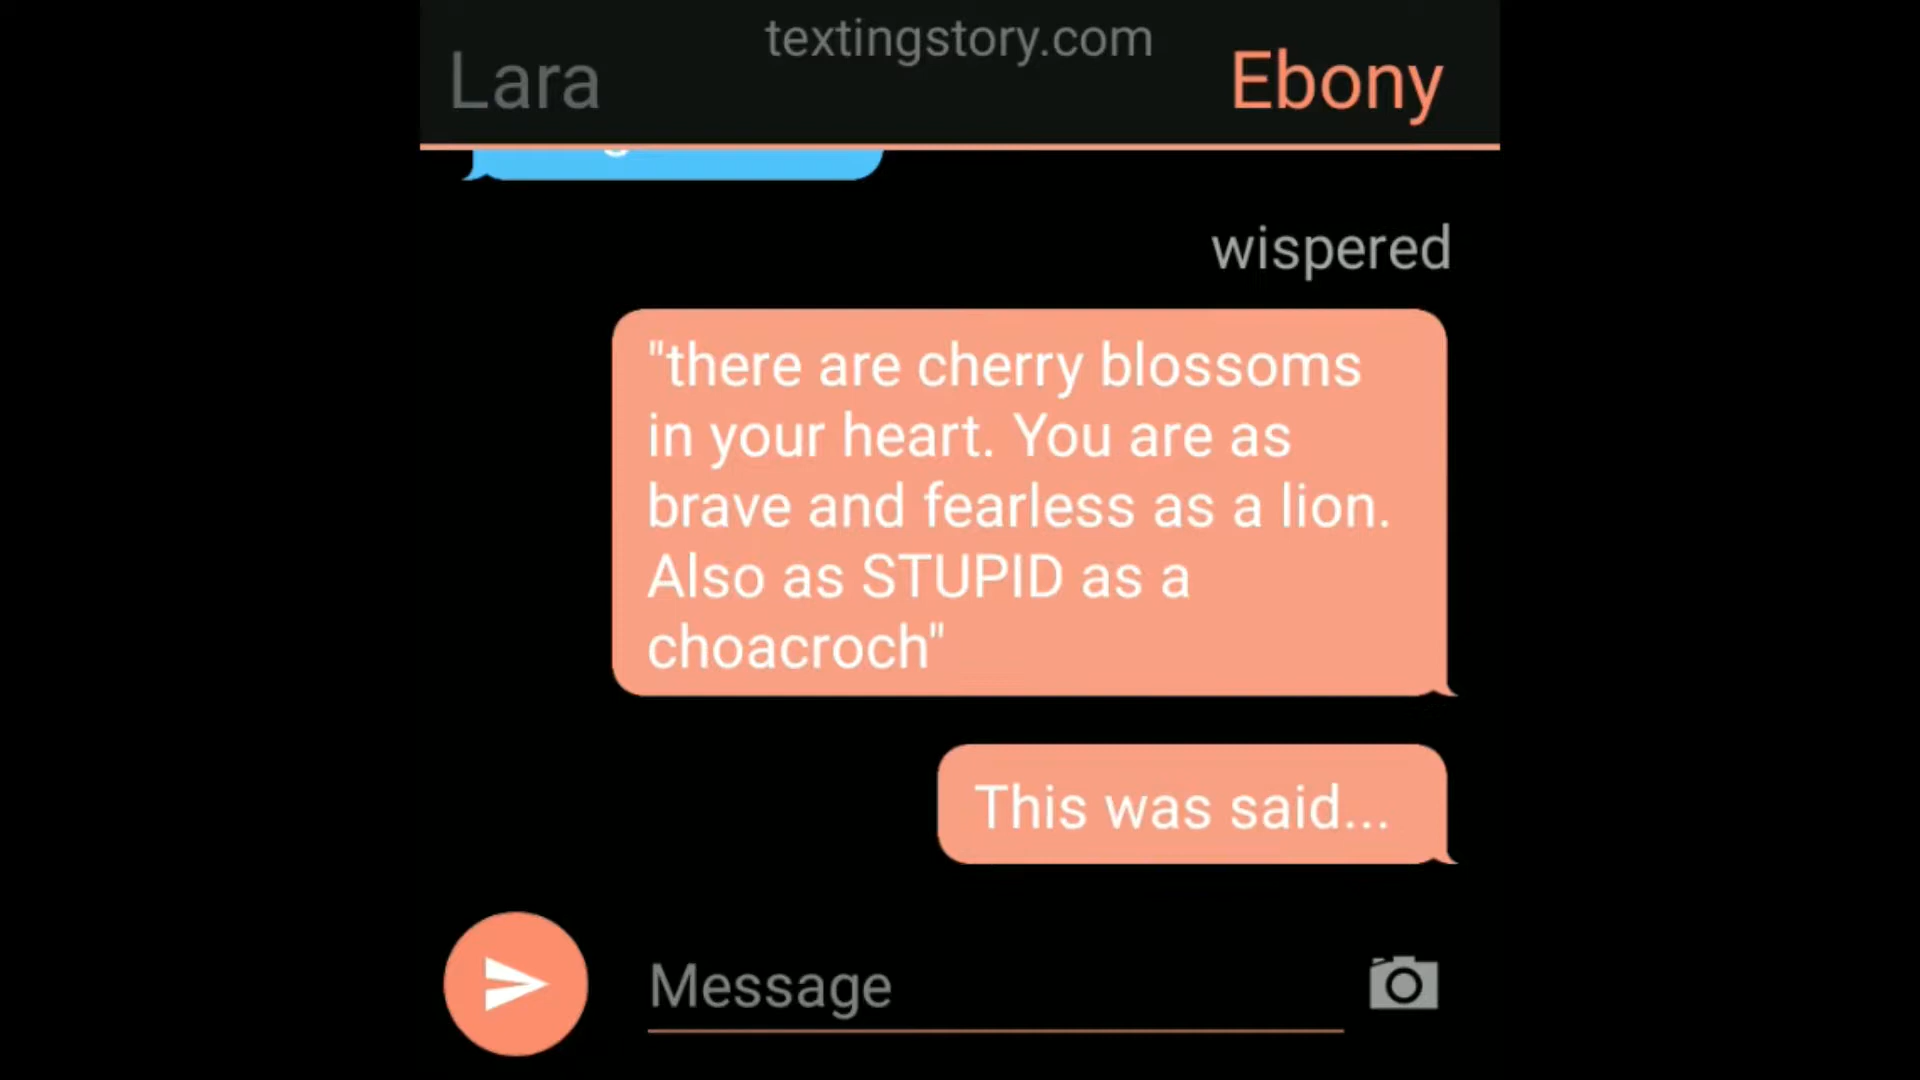 textingstory.com
Lara
Ebony
wispered
"there are cherry blossoms
in your heart. You are as
brave and fearless as a lion.
Also as STUPID as a
choacroch"
This was said...
Message